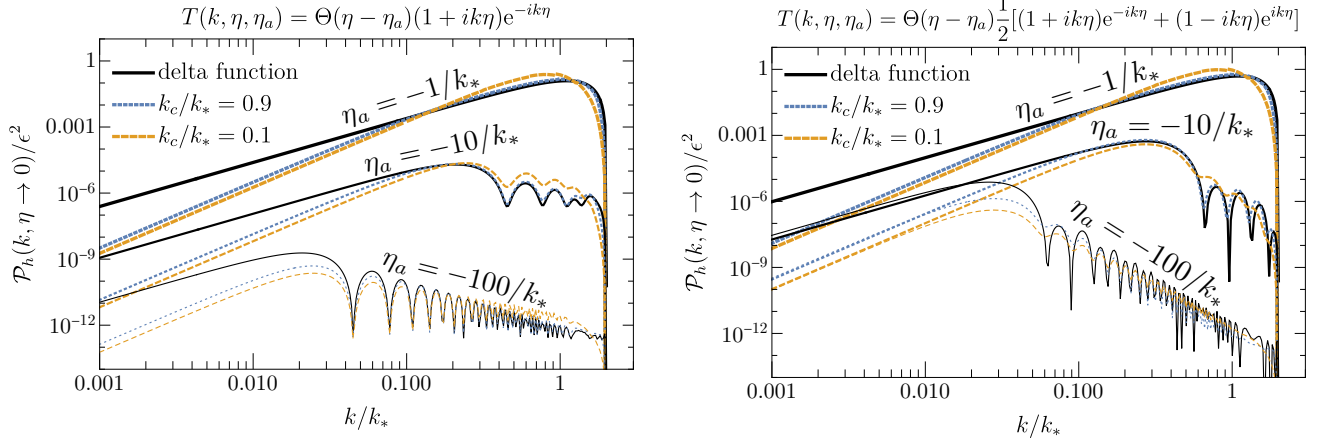 T(k, η, η_a) = Θ(η − η_a)(1 + ikη)e^{−ikη}
1
0.001
10^{−6}
10^{−9}
10^{−12}
P_h(k, η → 0)/ϵ^2
delta function
k_c/k_* = 0.9
k_c/k_* = 0.1
η_a = −1/k_*
η_a = −10/k_*
η_a = −100/k_*
0.001
0.010
0.100
1
k/k_*
T(k, η, η_a) = Θ(η − η_a)\frac{1}{2}[(1 + ikη)e^{−ikη} + (1 − ikη)e^{ikη}]
1
0.001
10^{−6}
10^{−9}
10^{−12}
P_h(k, η → 0)/ϵ^2
delta function
k_c/k_* = 0.9
k_c/k_* = 0.1
η_a = −1/k_*
η_a = −10/k_*
η_a = −100/k_*
0.001
0.010
0.100
1
k/k_*